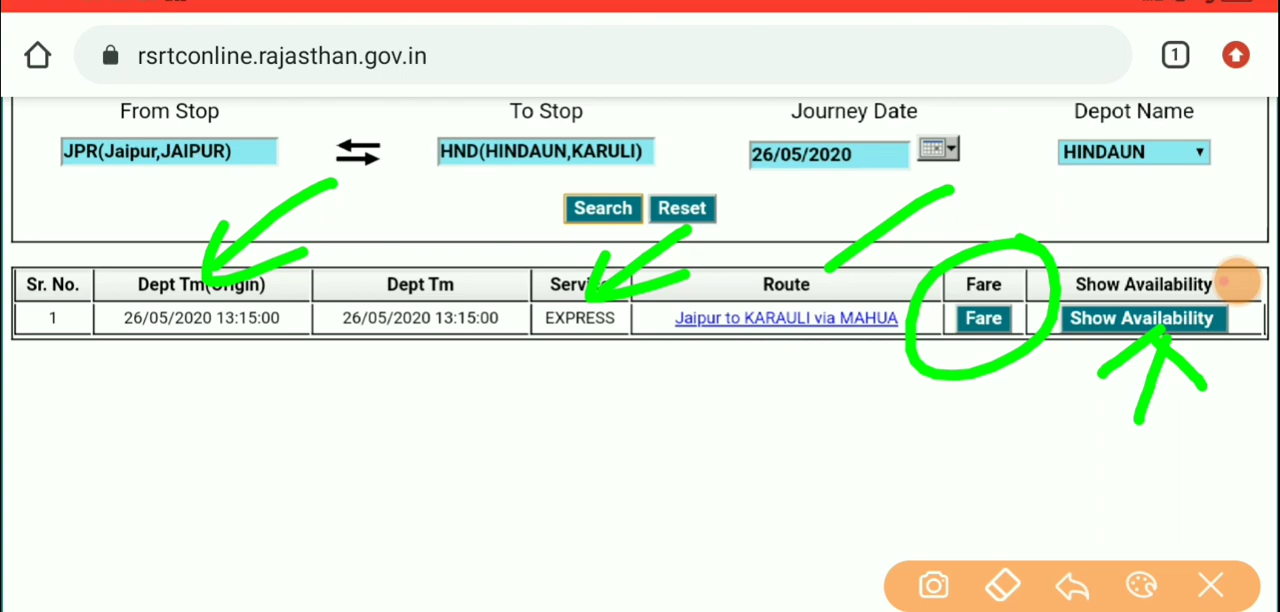 rsrtconline.rajasthan.gov.in 1
From Stop To Stop Journey Date Depot Name
JPR(Jaipur,JAIPUR) HND(HINDAUN,KARULI) 26/05/2020 HINDAUN
Search Reset
Sr. No. Dept Tm(Origin) Dept Tm Route Fare Show Availability
1 26/05/2020 13:15:00 26/05/2020 13:15:00 EXPRESS Jaipur to KARAULI via MAHUA Fare Show Availability